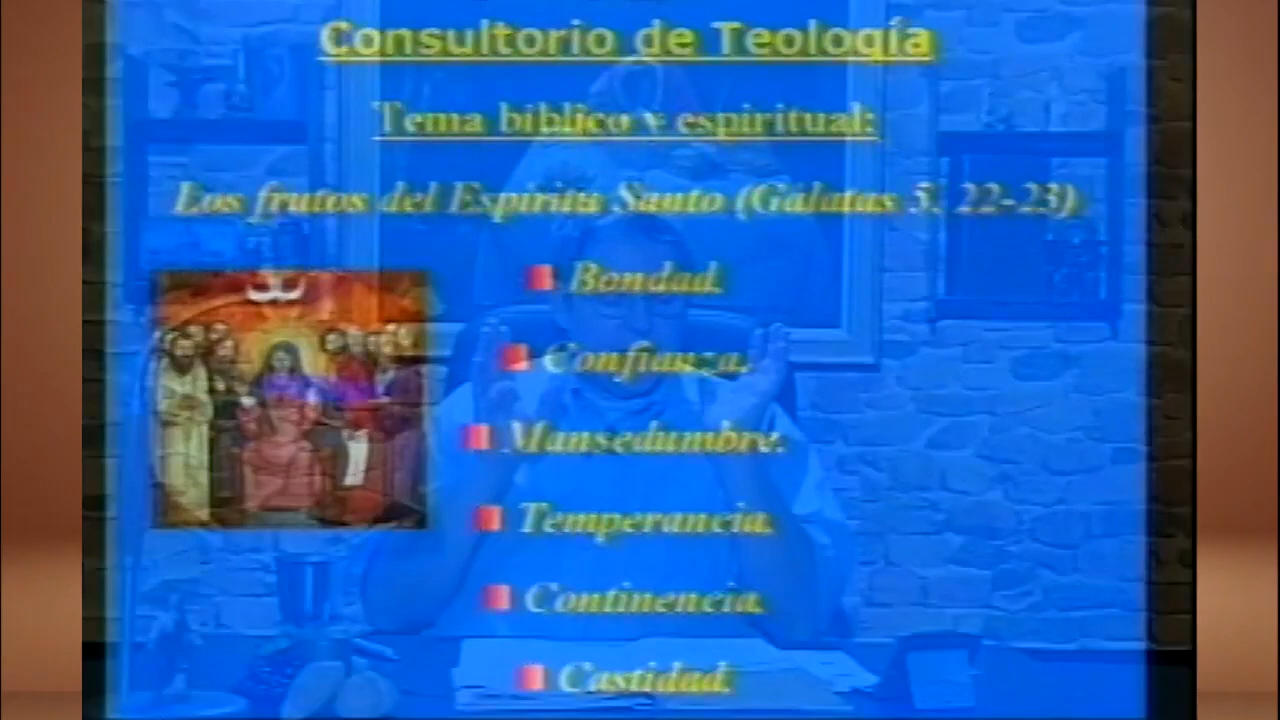 Consultorio de Teología
Tema bíblico y espiritual:
Los frutos del Espíritu Santo (Gálatas 5, 22-23)
Bondad.
Confianza.
Mansedumbre.
Temperancia.
Continencia.
Castidad.